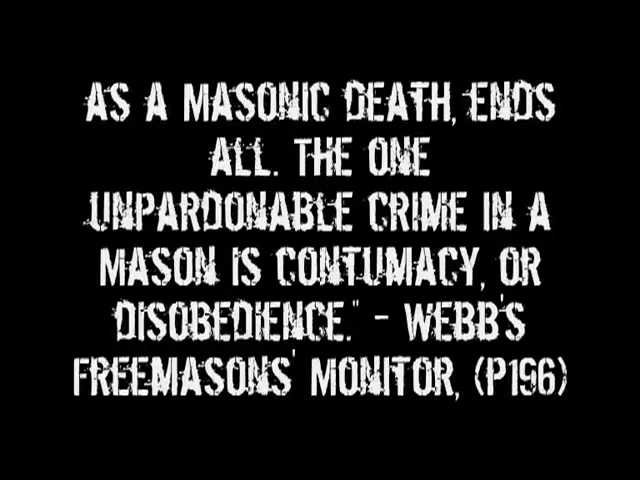 AS A MASONIC DEATH, ENDS
ALL. THE ONE
UNPARDONABLE CRIME IN A
MASON IS CONTUMACY, OR
DISOBEDIENCE." - WEBB'S
FREEMASONS' MONITOR, (P196)